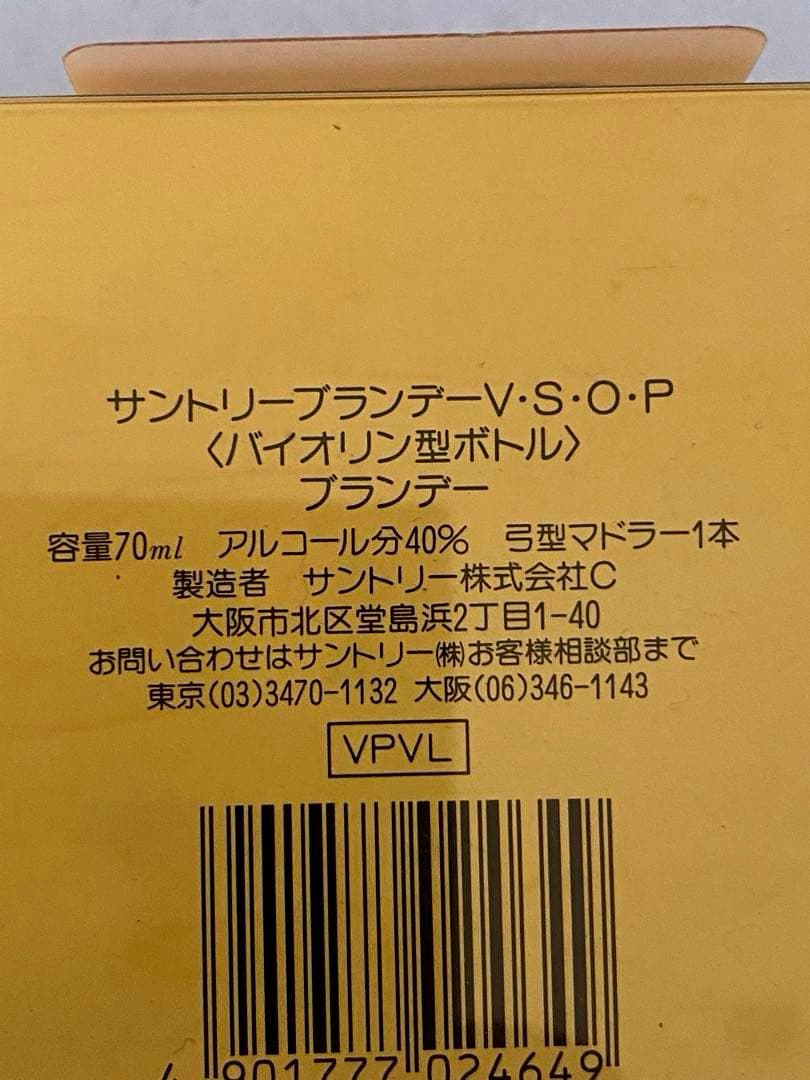 サントリーブランデーV・S・O・P
〈バイオリン型ボトル〉
ブランデー
容量70ml アルコール分40% 弓型マドラー1本
製造者 サントリー株式会社C
大阪市北区堂島浜2丁目1-40
お問い合わせはサントリー㈱お客様相談部まで
東京(03)3470-1132 大阪(06)346-1143
VPVL
4 901777 024649